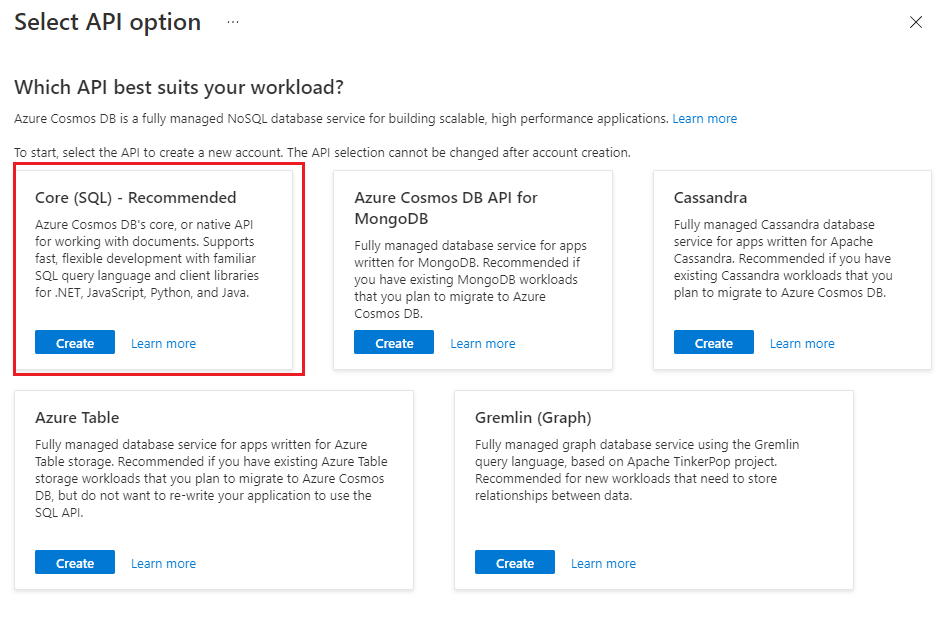 Select API option ...
Which API best suits your workload?
Azure Cosmos DB is a fully managed NoSQL database service for building scalable, high performance applications. Learn more
To start, select the API to create a new account. The API selection cannot be changed after account creation.
Core (SQL) - Recommended
Azure Cosmos DB's core, or native API
for working with documents. Supports
fast, flexible development with familiar
SQL query language and client libraries
for .NET, JavaScript, Python, and Java.
Create Learn more
Azure Cosmos DB API for
MongoDB
Fully managed database service for apps
written for MongoDB. Recommended if
you have existing MongoDB workloads
that you plan to migrate to Azure
Cosmos DB.
Create Learn more
Cassandra
Fully managed Cassandra database
service for apps written for Apache
Cassandra. Recommended if you have
existing Cassandra workloads that you
plan to migrate to Azure Cosmos DB.
Create Learn more
Azure Table
Fully managed database service for apps written for Azure
Table storage. Recommended if you have existing Azure Table
storage workloads that you plan to migrate to Azure Cosmos
DB, but do not want to re-write your application to use the
SQL API.
Create Learn more
Gremlin (Graph)
Fully managed graph database service using the Gremlin
query language, based on Apache TinkerPop project.
Recommended for new workloads that need to store
relationships between data.
Create Learn more